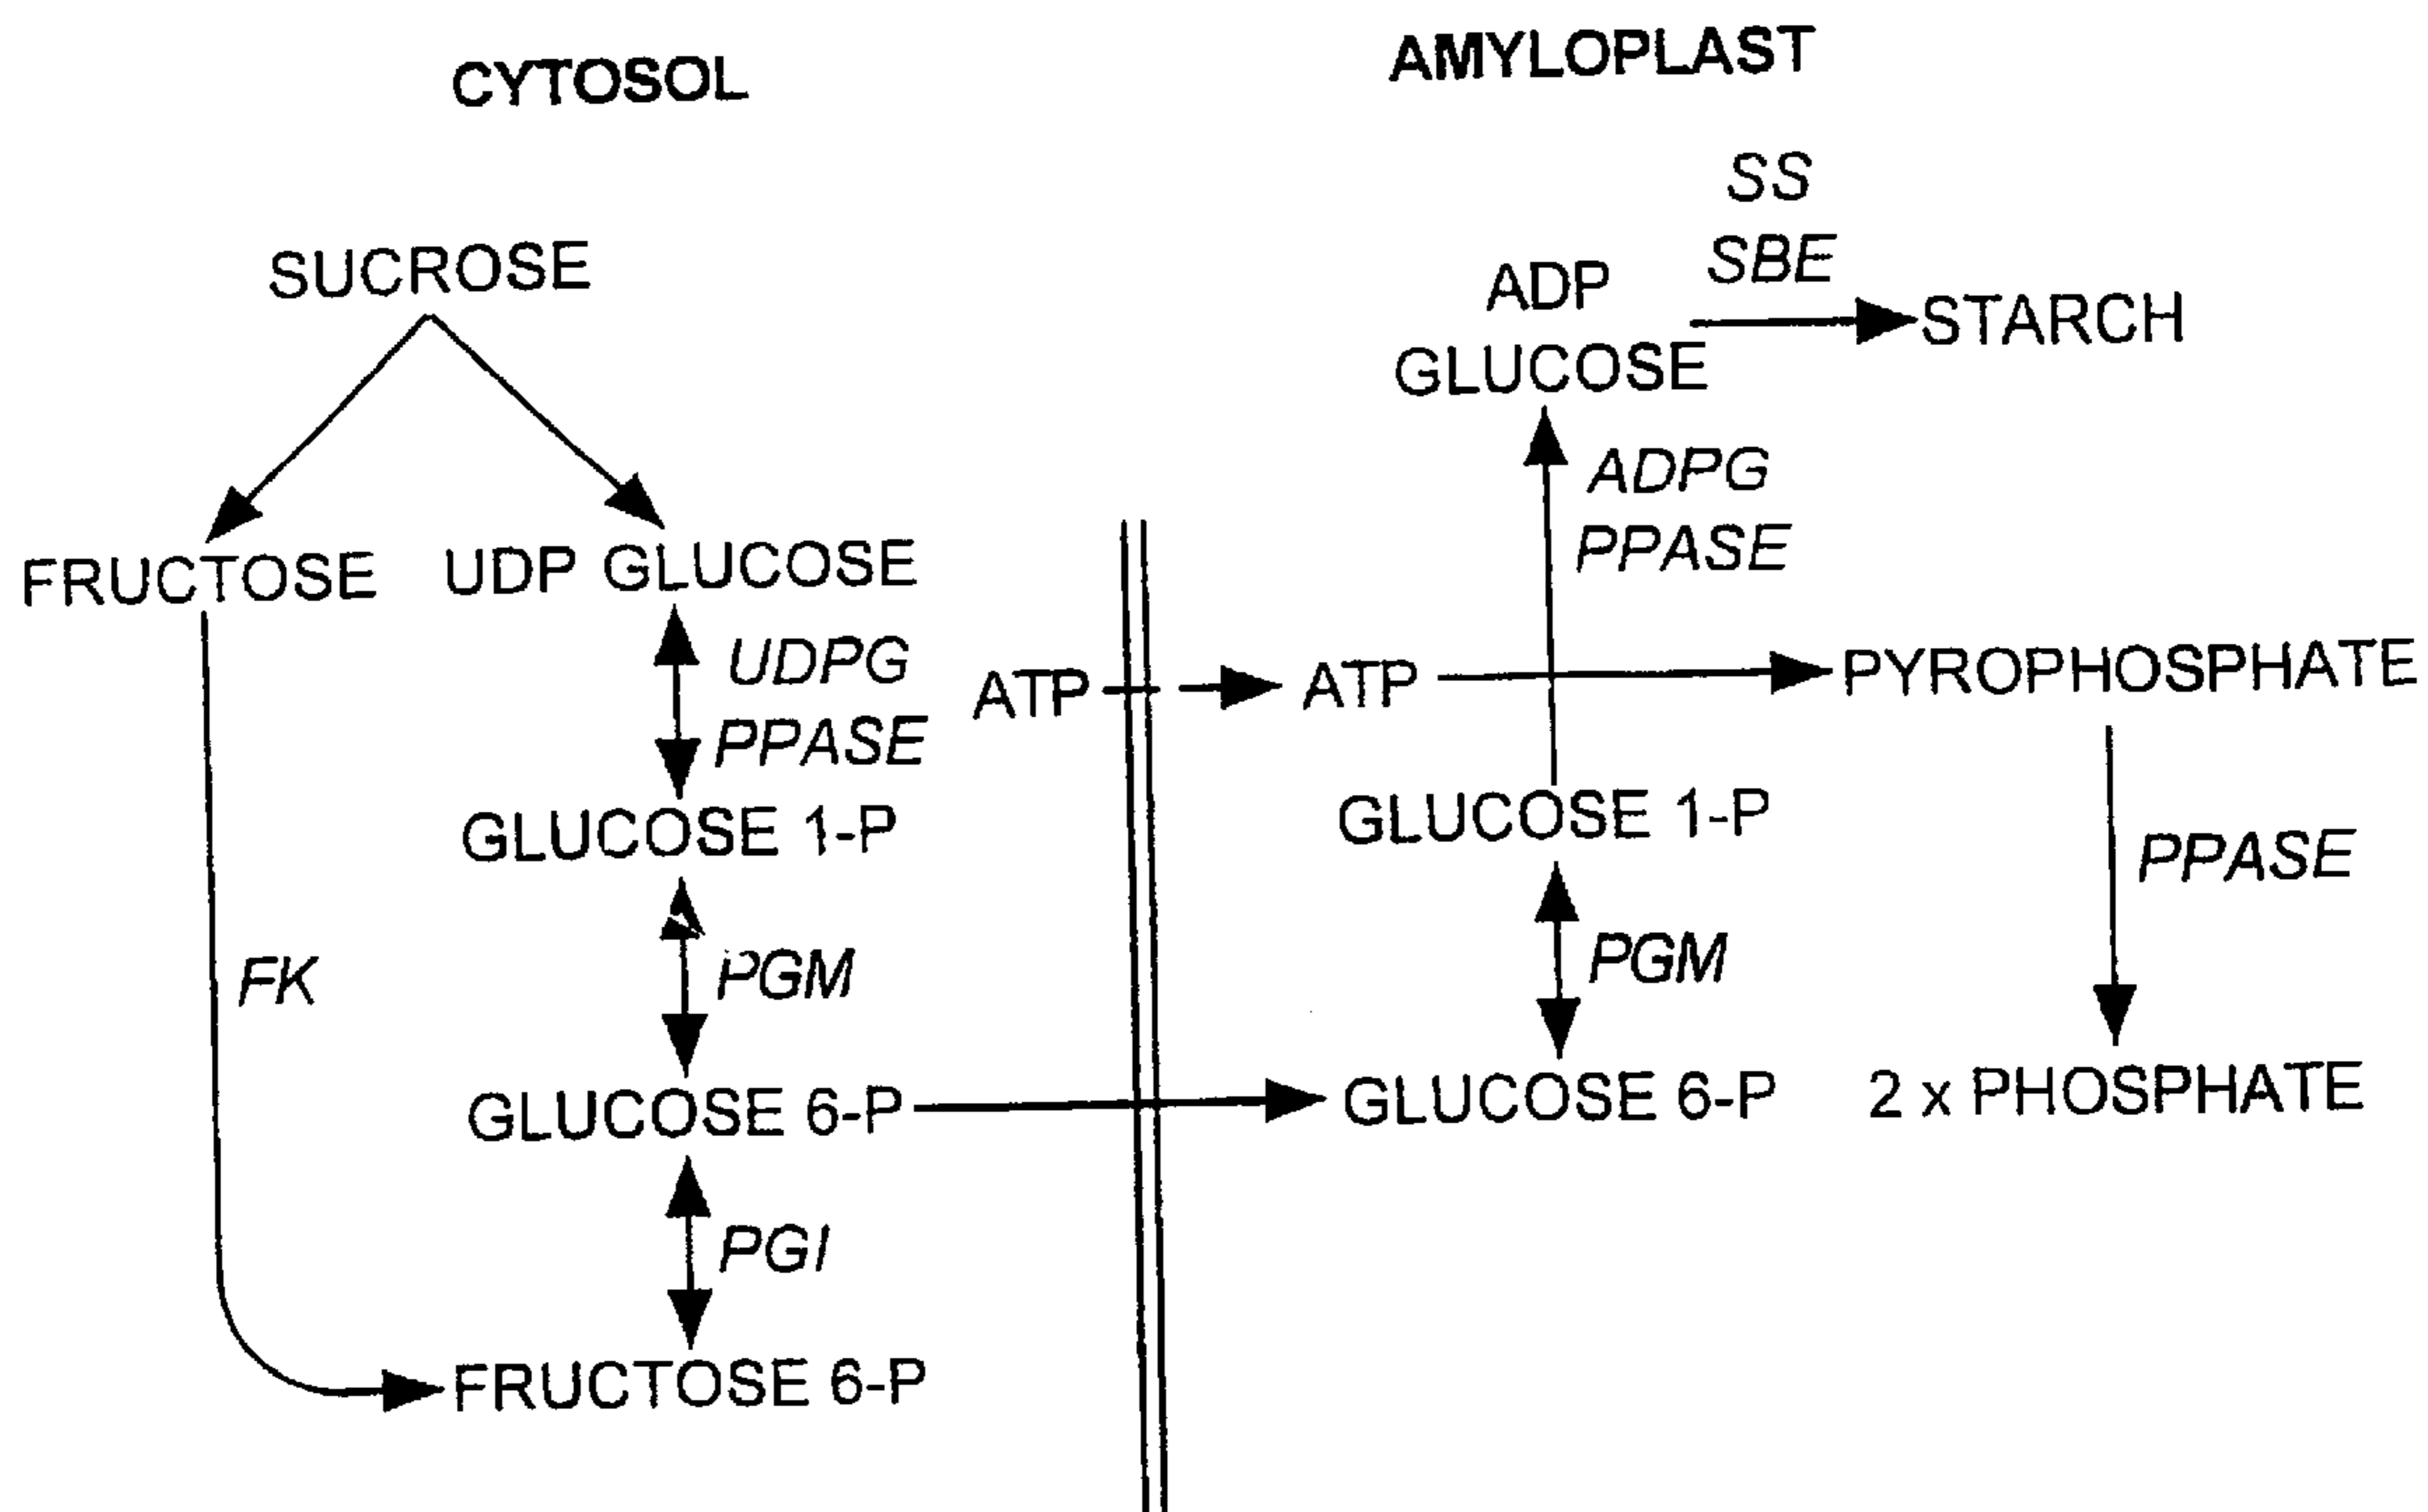 CYTOSOL
AMYLOPLAST
SUCROSE
FRUCTOSE
UDP GLUCOSE
UDPG
PPASE
GLUCOSE 1-P
FK
PGM
GLUCOSE 6-P
PGI
FRUCTOSE 6-P
ATP
ATP
SS
SBE
ADP
GLUCOSE
STARCH
ADPG
PPASE
PYROPHOSPHATE
GLUCOSE 1-P
PPASE
PGM
GLUCOSE 6-P
2 x PHOSPHATE